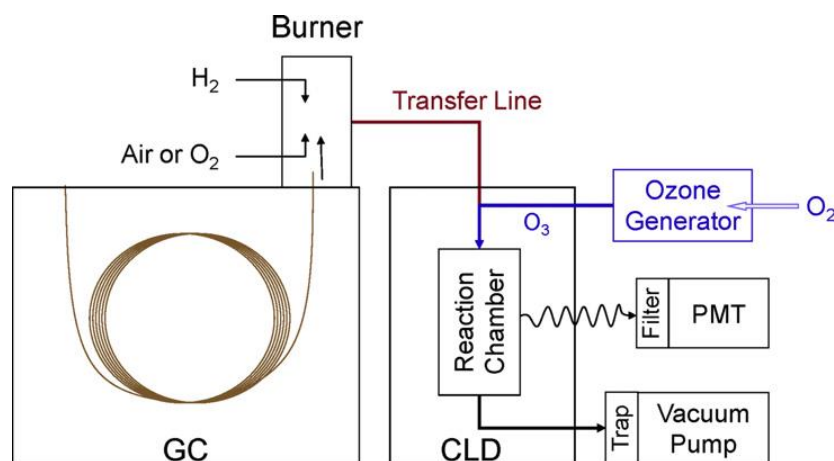 Burner
H₂
Transfer Line
Air or O₂
Ozone
Generator
O₂
O₃
Reaction
Chamber
Filter
PMT
Trap
Vacuum
Pump
GC
CLD